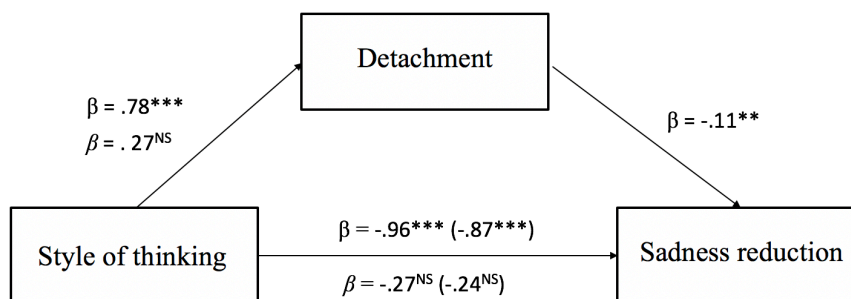 Detachment
β = .78***
β = . 27NS
β = -.11**
Style of thinking
β = -.96*** (-.87***)
β = -.27NS (-.24NS)
Sadness reduction